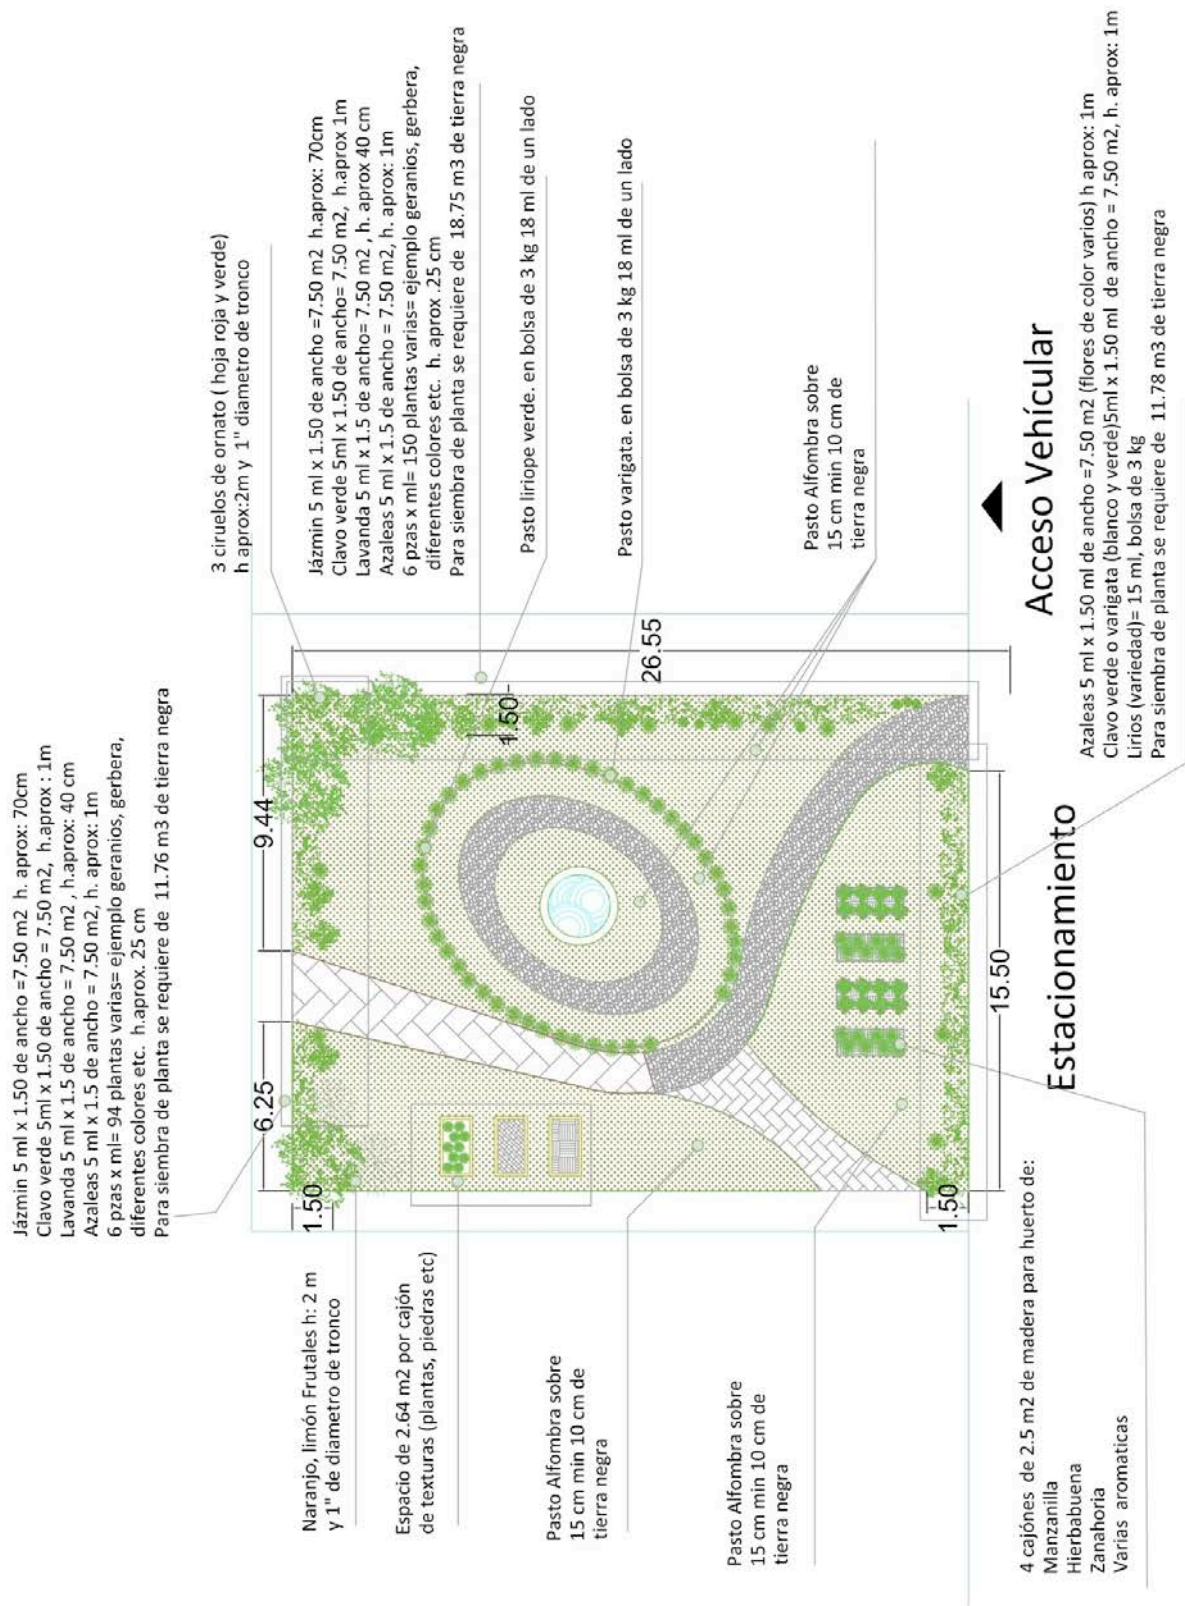 Jázmin 5 ml x 1.50 de ancho =7.50 m2 h. aprox: 70cm
Clavo verde 5ml x 1.50 de ancho = 7.50 m2, h.aprox : 1m
Lavanda 5 ml x 1.5 de ancho = 7.50 m2 , h.aprox: 40 cm
Azaleas 5 ml x 1.5 de ancho = 7.50 m2, h. aprox: 1m
6 pzas x ml= 94 plantas varias= ejemplo geranios, gerbera,
diferentes colores etc. h.aprox. 25 cm
Para siembra de planta se requiere de 11.76 m3 de tierra negra
3 ciruelos de ornato ( hoja roja y verde)
h aprox:2m y 1" diametro de tronco
Jázmin 5 ml x 1.50 de ancho =7.50 m2 h.aprox: 70cm
Clavo verde 5ml x 1.50 de ancho= 7.50 m2, h.aprox 1m
Lavanda 5 ml x 1.5 de ancho= 7.50 m2 , h. aprox 40 cm
Azaleas 5 ml x 1.5 de ancho = 7.50 m2, h. aprox: 1m
6 pzas x ml= 150 plantas varias= ejemplo geranios, gerbera,
diferentes colores etc. h. aprox .25 cm
Para siembra de planta se requiere de 18.75 m3 de tierra negra
Pasto liriope verde. en bolsa de 3 kg 18 ml de un lado
Pasto varigata. en bolsa de 3 kg 18 ml de un lado
Pasto Alfombra sobre
15 cm min 10 cm de
tierra negra
6.25
9.44
1.50
1.50
26.55
1.50
15.50
Naranjo, limón Frutales h: 2 m
y 1" de diametro de tronco
Espacio de 2.64 m2 por cajón
de texturas (plantas, piedras etc)
Pasto Alfombra sobre
15 cm min 10 cm de
tierra negra
Pasto Alfombra sobre
15 cm min 10 cm de
tierra negra
4 cajónes de 2.5 m2 de madera para huerto de:
Manzanilla
Hierbabuena
Zanahoria
Varias aromaticas
Estacionamiento
Acceso Vehícular
Azaleas 5 ml x 1.50 ml de ancho =7.50 m2 (flores de color varios) h aprox: 1m
Clavo verde o varigata (blanco y verde)5ml x 1.50 ml de ancho = 7.50 m2, h. aprox: 1m
Lirios (variedad)= 15 ml, bolsa de 3 kg
Para siembra de planta se requiere de 11.78 m3 de tierra negra